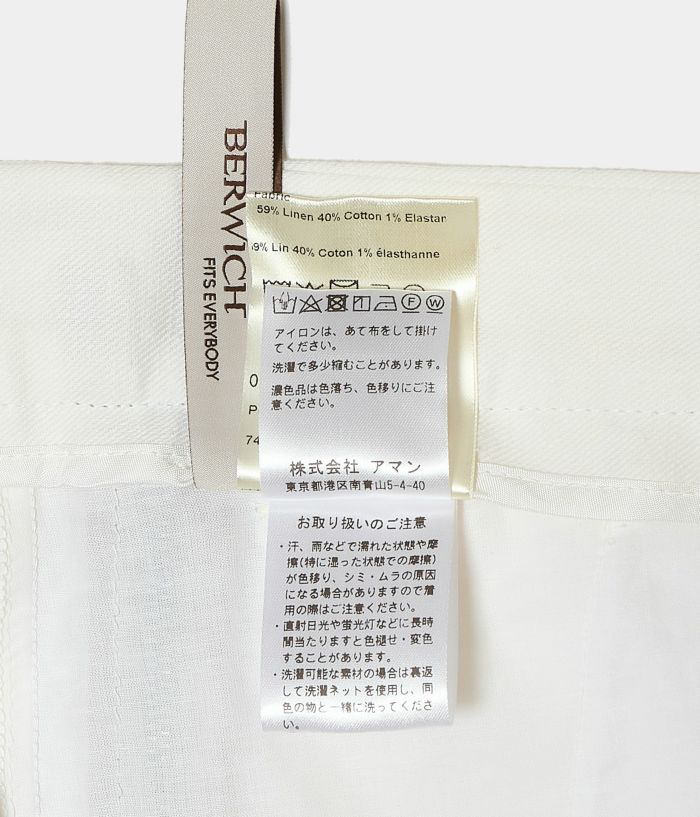 BERWICH
FITS EVERYBODY
Fabric
59% Linen 40% Cotton 1% Elastan
9% Lin 40% Coton 1% élasthanne
F W
アイロンは、あて布をして掛け
てください。
洗濯で多少縮むことがあります。
濃色品は色落ち、色移りにご注
意ください。
0
P
74
株式会社 アマン
東京都港区南青山5-4-40
お取り扱いのご注意
・汗、雨などで濡れた状態や摩
擦(特に湿った状態での摩擦)
が色移り、シミ・ムラの原因
になる場合がありますので着
用の際はご注意ください。
・直射日光や蛍光灯などに長時
間当たりますと色褪せ・変色
することがあります。
・洗濯可能な素材の場合は裏返
して洗濯ネットを使用し、同
色の物と一緒に洗ってくださ
い。